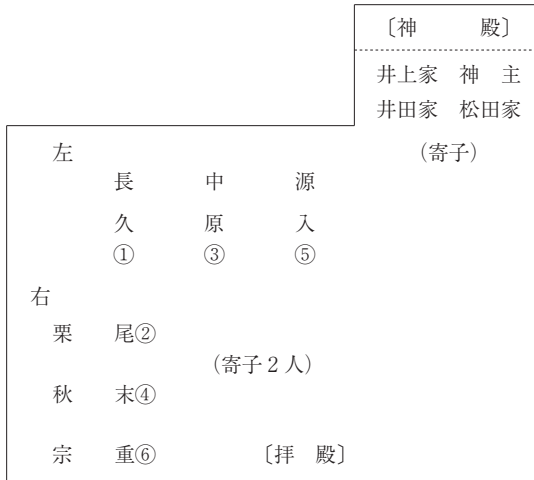 〔神　　殿〕
井上家　神　主
井田家　松田家
左　（寄子）
長　中　源
久　原　入
①　③　⑤
右
栗　尾②
（寄子２人）
秋　末④
宗　重⑥　〔拝　殿〕